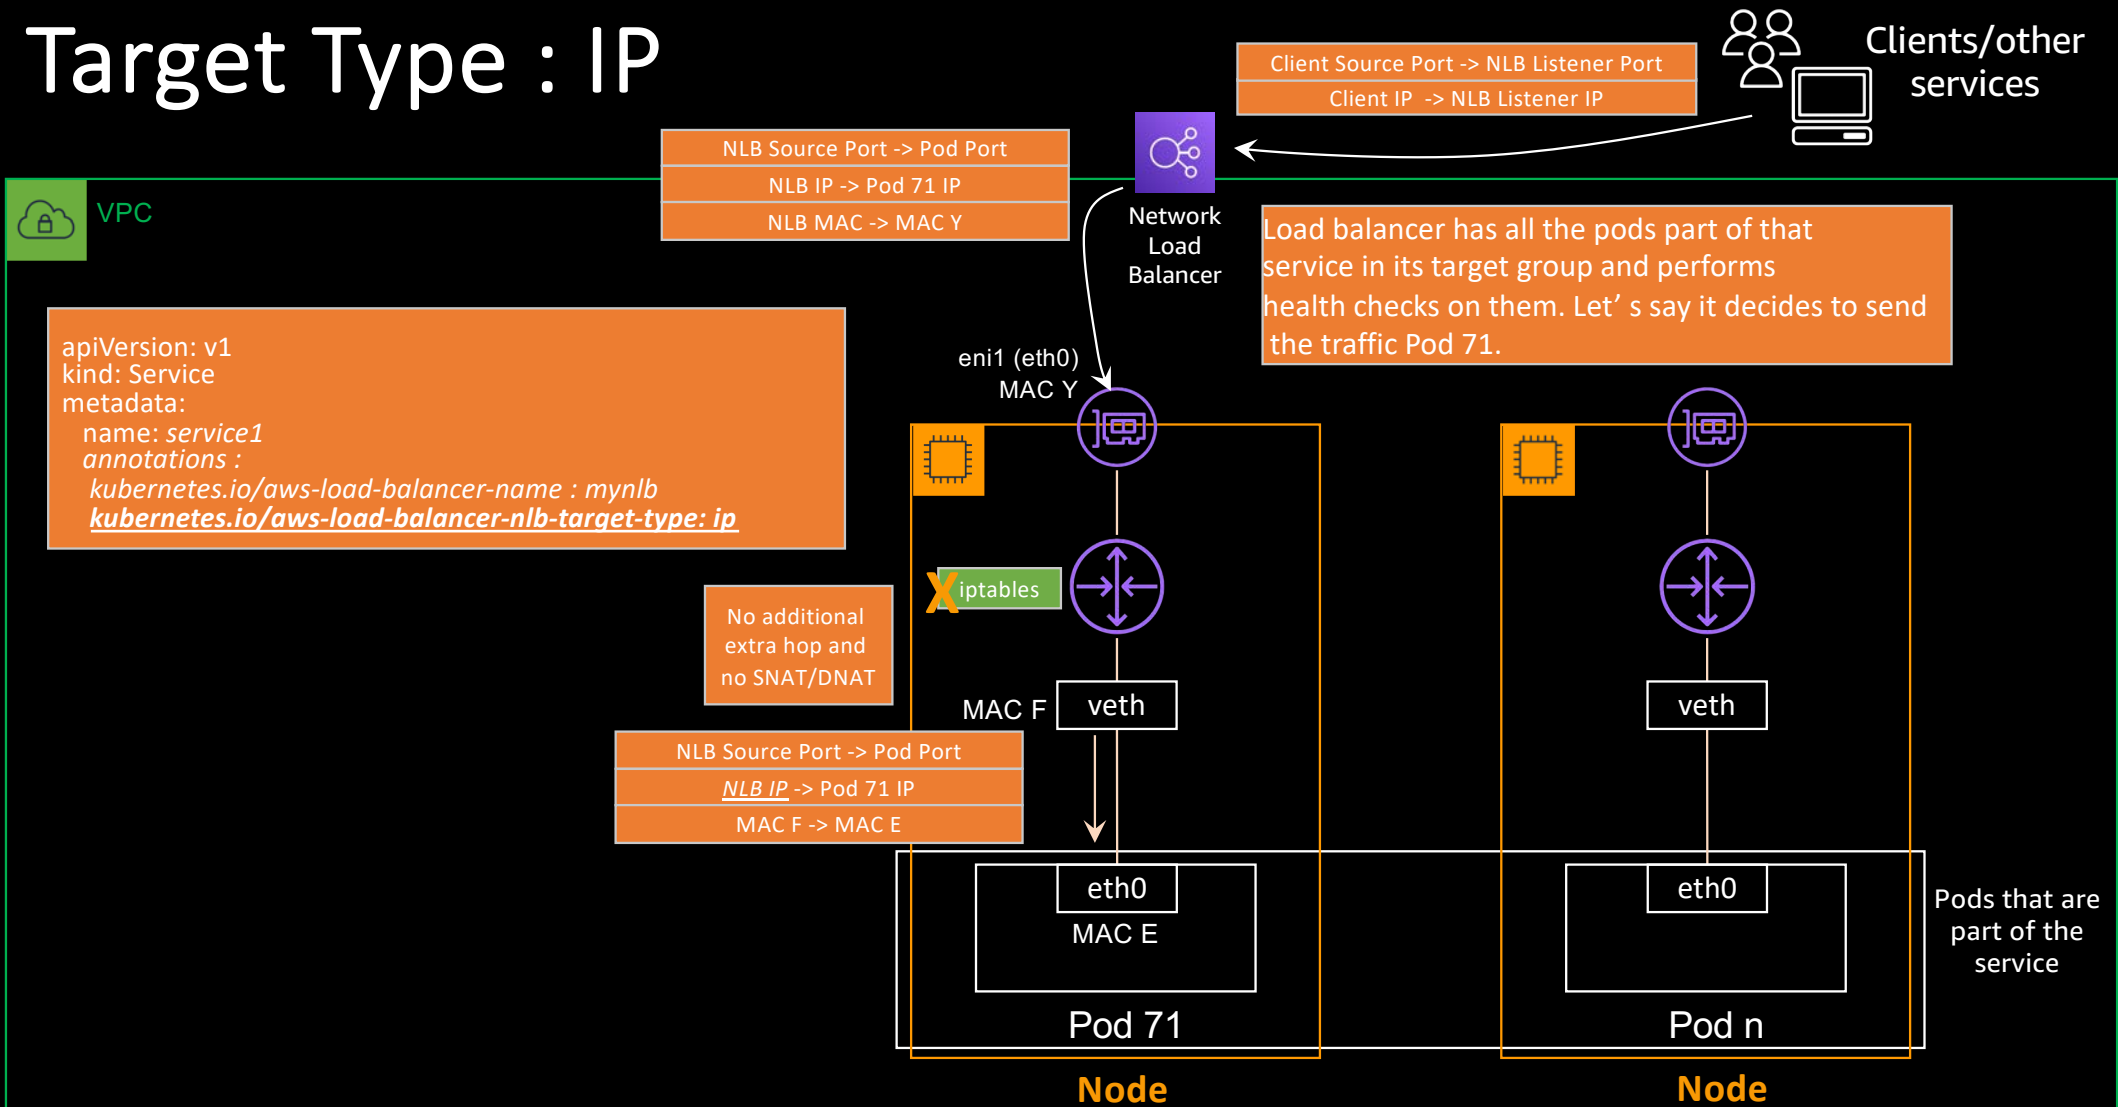 Target Type : IP
Client Source Port -> NLB Listener Port
Client IP -> NLB Listener IP
Clients/other
services
NLB Source Port -> Pod Port
NLB IP -> Pod 71 IP
NLB MAC -> MAC Y
VPC
Network
Load
Balancer
Load balancer has all the pods part of that
service in its target group and performs
health checks on them. Let’ s say it decides to send
the traffic Pod 71.
apiVersion: v1
kind: Service
metadata:
name: service1
annotations :
kubernetes.io/aws-load-balancer-name : mynlb
kubernetes.io/aws-load-balancer-nlb-target-type: ip
eni1 (eth0)
MAC Y
X
iptables
No additional
extra hop and
no SNAT/DNAT
MAC F
veth
veth
NLB Source Port -> Pod Port
NLB IP -> Pod 71 IP
MAC F -> MAC E
eth0
MAC E
eth0
Pods that are
part of the
service
Pod 71
Pod n
Node
Node